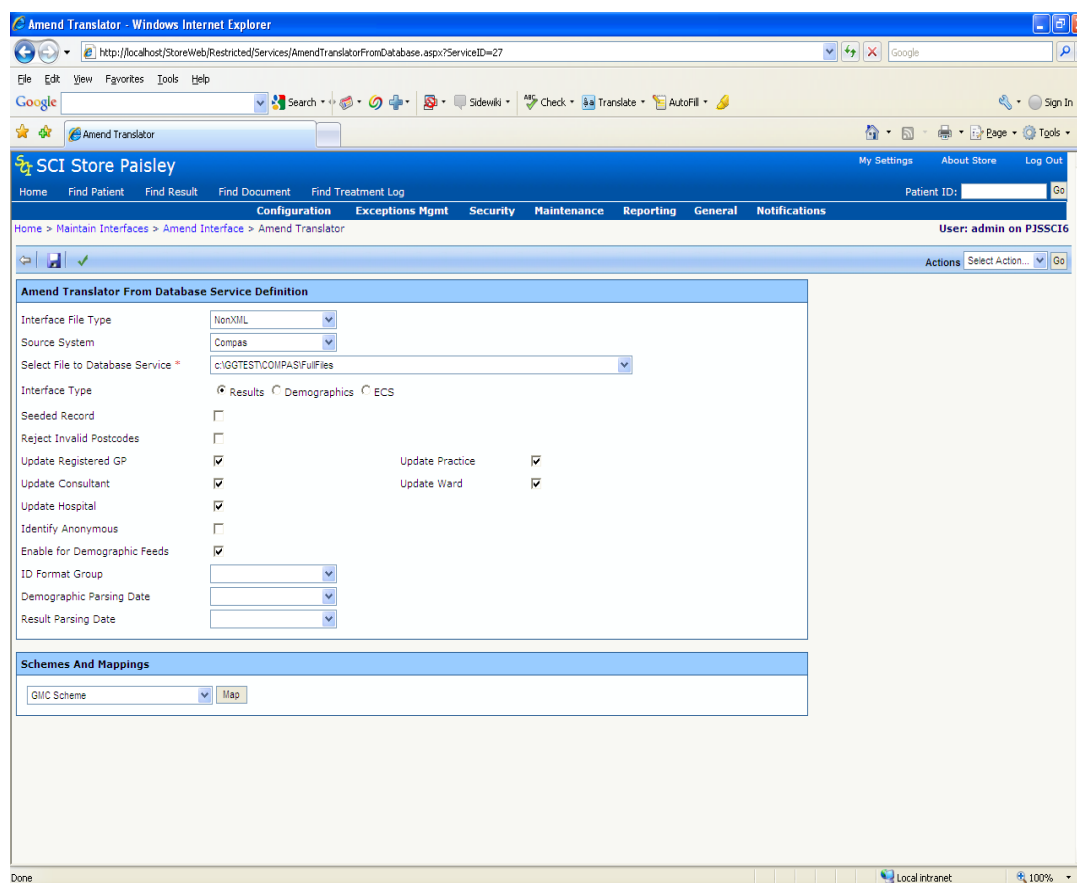 Amend Translator - Windows Internet Explorer
http://localhost/StoreWeb/Restricted/Services/AmendTranslatorFromDatabase.aspx?ServiceID=27
Google
File Edit View Favorites Tools Help
Google Search Sidewiki Check Translate AutoFill Sign In
Amend Translator Page Tools
SCI Store Paisley My Settings About Store Log Out
Home Find Patient Find Result Find Document Find Treatment Log Patient ID: Go
Configuration Exceptions Mgmt Security Maintenance Reporting General Notifications
Home > Maintain Interfaces > Amend Interface > Amend Translator User: admin on PJSSCI6
Actions Select Action... Go
Amend Translator From Database Service Definition
Interface File Type NonXML
Source System Compas
Select File to Database Service * c:\GGTEST\COMPAS\FullFiles
Interface Type Results Demographics ECS
Seeded Record
Reject Invalid Postcodes
Update Registered GP Update Practice
Update Consultant Update Ward
Update Hospital
Identify Anonymous
Enable for Demographic Feeds
ID Format Group
Demographic Parsing Date
Result Parsing Date
Schemes And Mappings
GMC Scheme Map
Done Local intranet 100%